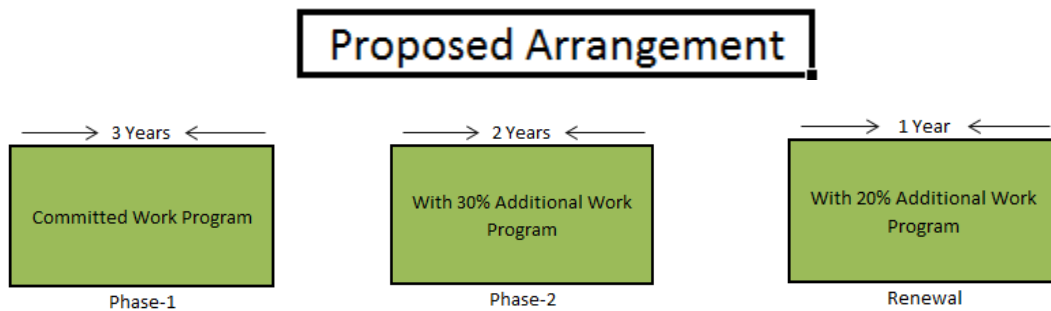 Proposed Arrangement
3 Years
2 Years
1 Year
Committed Work Program
With 30% Additional Work
Program
With 20% Additional Work
Program
Phase-1
Phase-2
Renewal